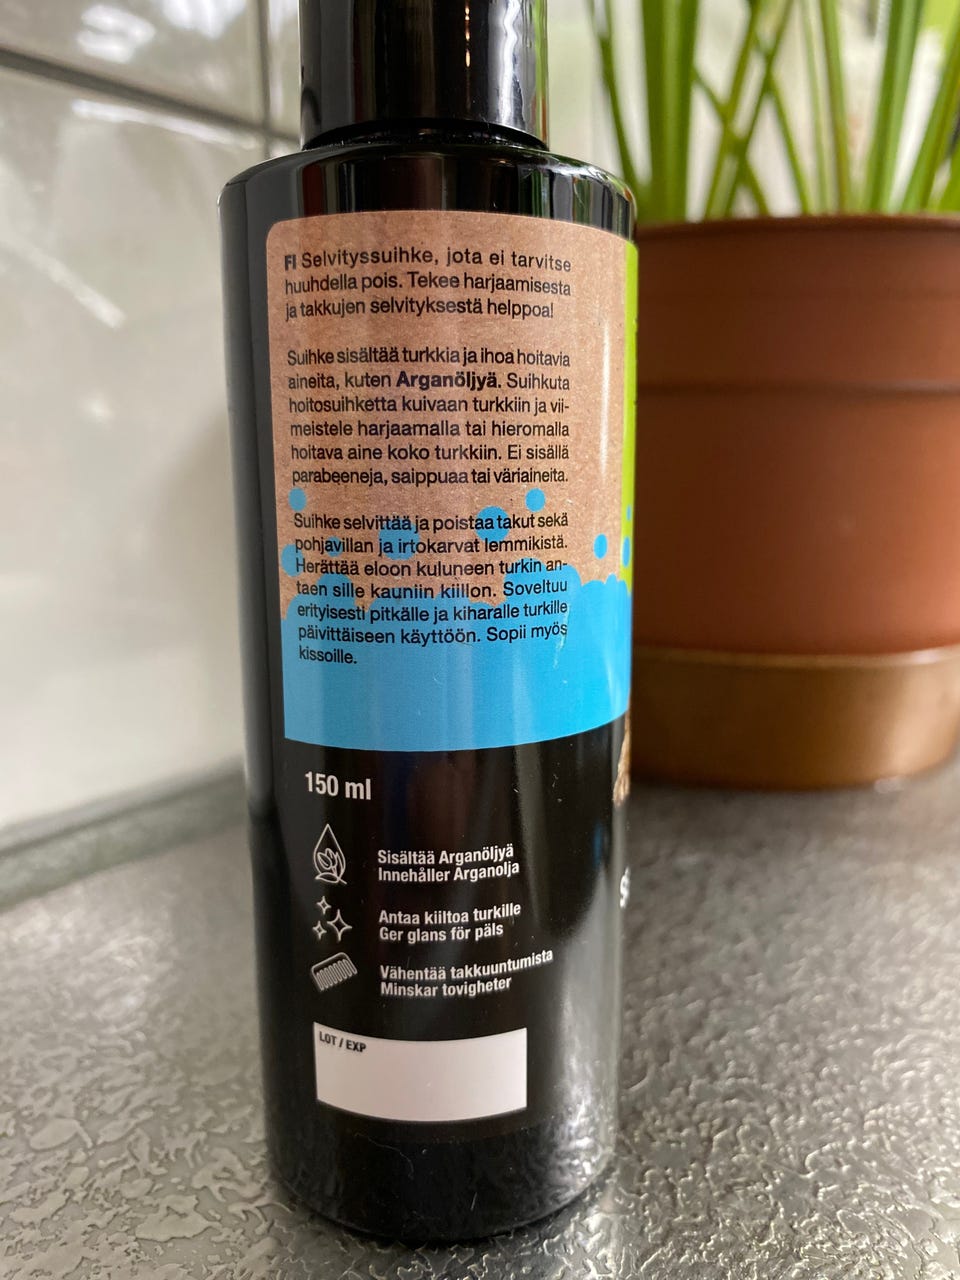 FI Selvityssuihke, jota ei tarvitse
huuhdella pois. Tekee harjaamisesta
ja takkujen selvityksestä helppoa!
Suihke sisältää turkkia ja ihoa hoitavia
aineita, kuten Arganöljyä. Suihkuta
hoitosuihketta kuivaan turkkiin ja vii-
meistele harjaamalla tai hieromalla
hoitava aine koko turkkiin. Ei sisällä
parabeeneja, saippuaa tai väriaineita.
Suihke selvittää ja poistaa takut sekä
pohjavillan ja irtokarvat lemmikistä.
Herättää eloon kuluneen turkin an-
taen sille kauniin kiillon. Soveltuu
erityisesti pitkälle ja kiharalle turkille
päivittäiseen käyttöön. Sopii myös
kissoille.
150 ml
Sisältää Arganöljyä
Innehåller Arganolja
Antaa kiiltoa turkille
Ger glans för päls
Vähentää takkuuntumista
Minskar tovigheter
LOT / EXP